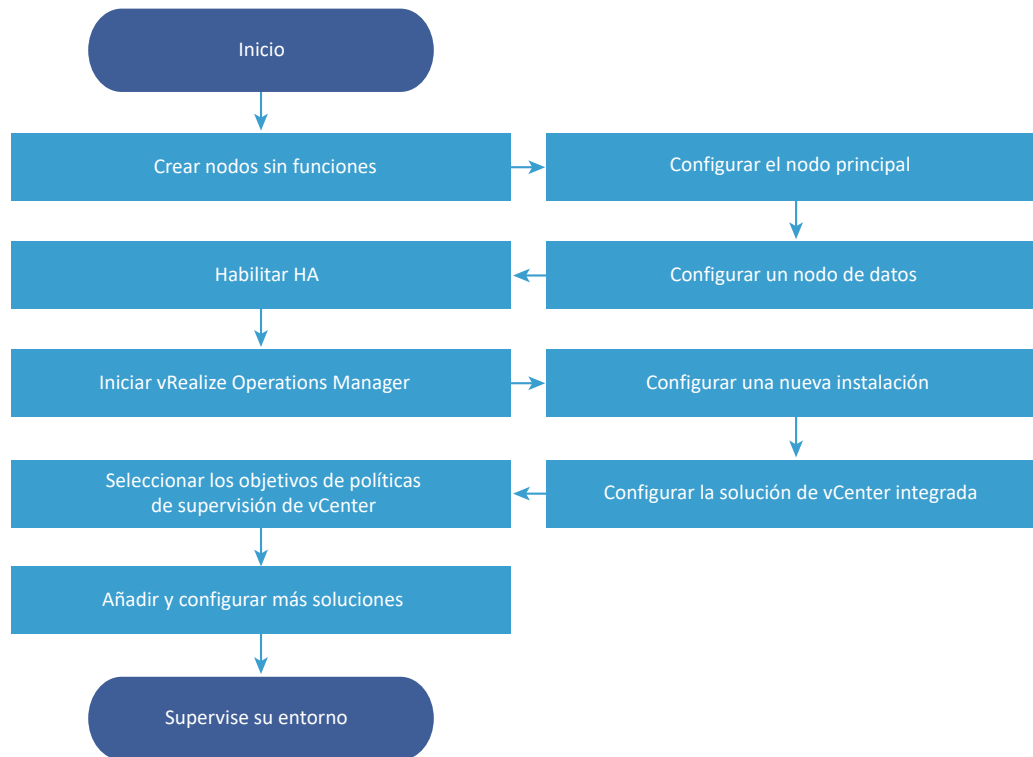 Inicio
Crear nodos sin funciones
Configurar el nodo principal
Configurar un nodo de datos
Habilitar HA
Iniciar vRealize Operations Manager
Configurar una nueva instalación
Configurar la solución de vCenter integrada
Seleccionar los objetivos de políticas
de supervisión de vCenter
Añadir y configurar más soluciones
Supervise su entorno